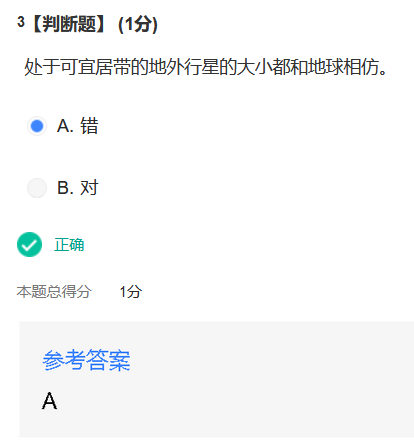 3【判断题】 (1分)
处于可宜居带的地外行星的大小都和地球相仿。
A. 错
B. 对
正确
本题总得分 1分
参考答案
A